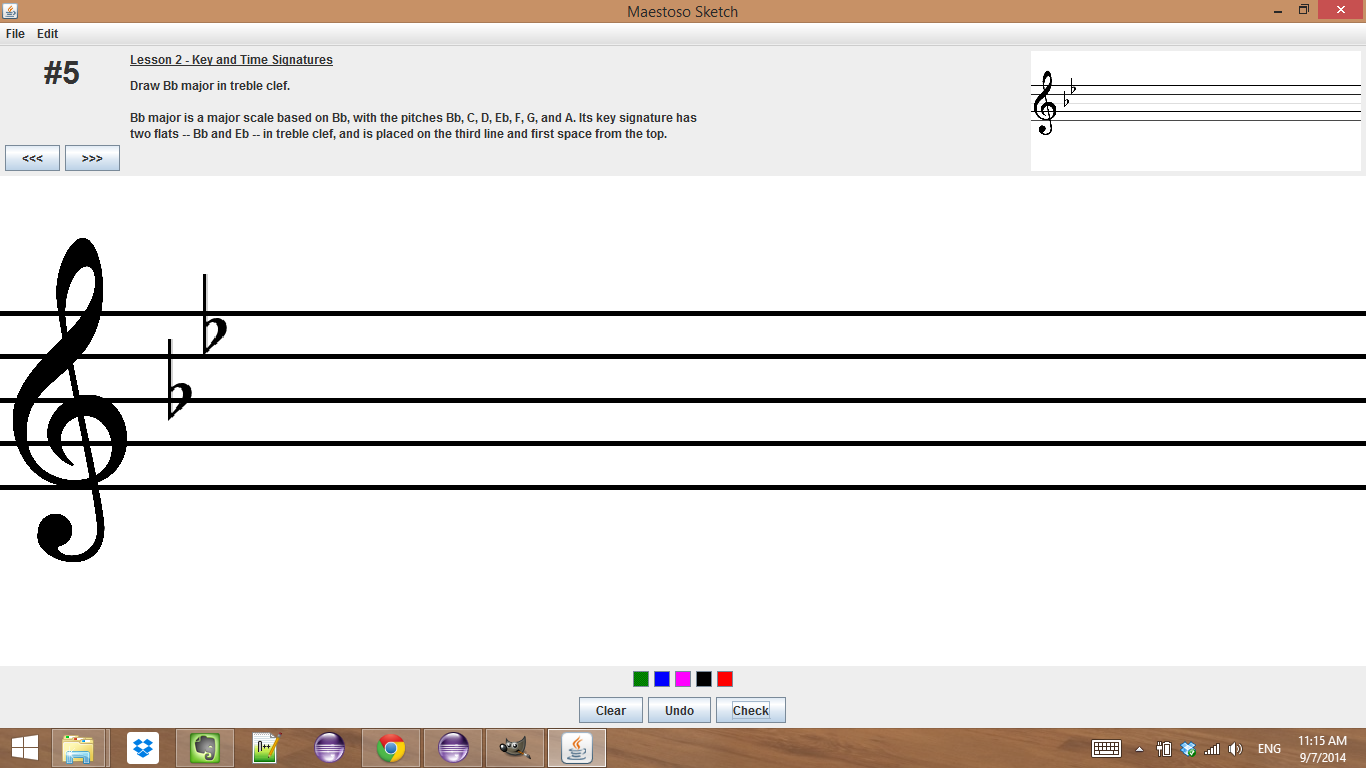 Maestoso Sketch
File Edit
#5
Lesson 2 - Key and Time Signatures
Draw Bb major in treble clef.
Bb major is a major scale based on Bb, with the pitches Bb, C, D, Eb, F, G, and A. Its key signature has
two flats -- Bb and Eb -- in treble clef, and is placed on the third line and first space from the top.
<<< >>>
Clear Undo Check
ENG
11:15 AM
9/7/2014